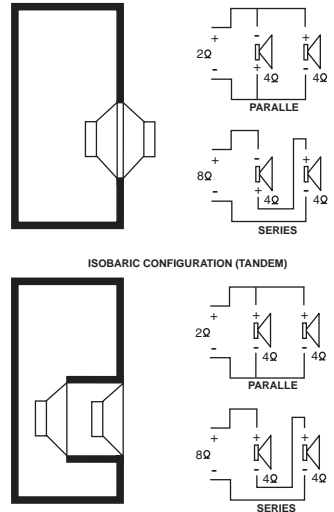 + - +
2Ω
- + 4Ω - 4Ω
PARALLE
+ - +
8Ω
- + 4Ω - 4Ω
SERIES
ISOBARIC CONFIGURATION (TANDEM)
+ + +
2Ω
- - 4Ω - 4Ω
PARALLE
+ + +
8Ω
- - 4Ω - 4Ω
SERIES